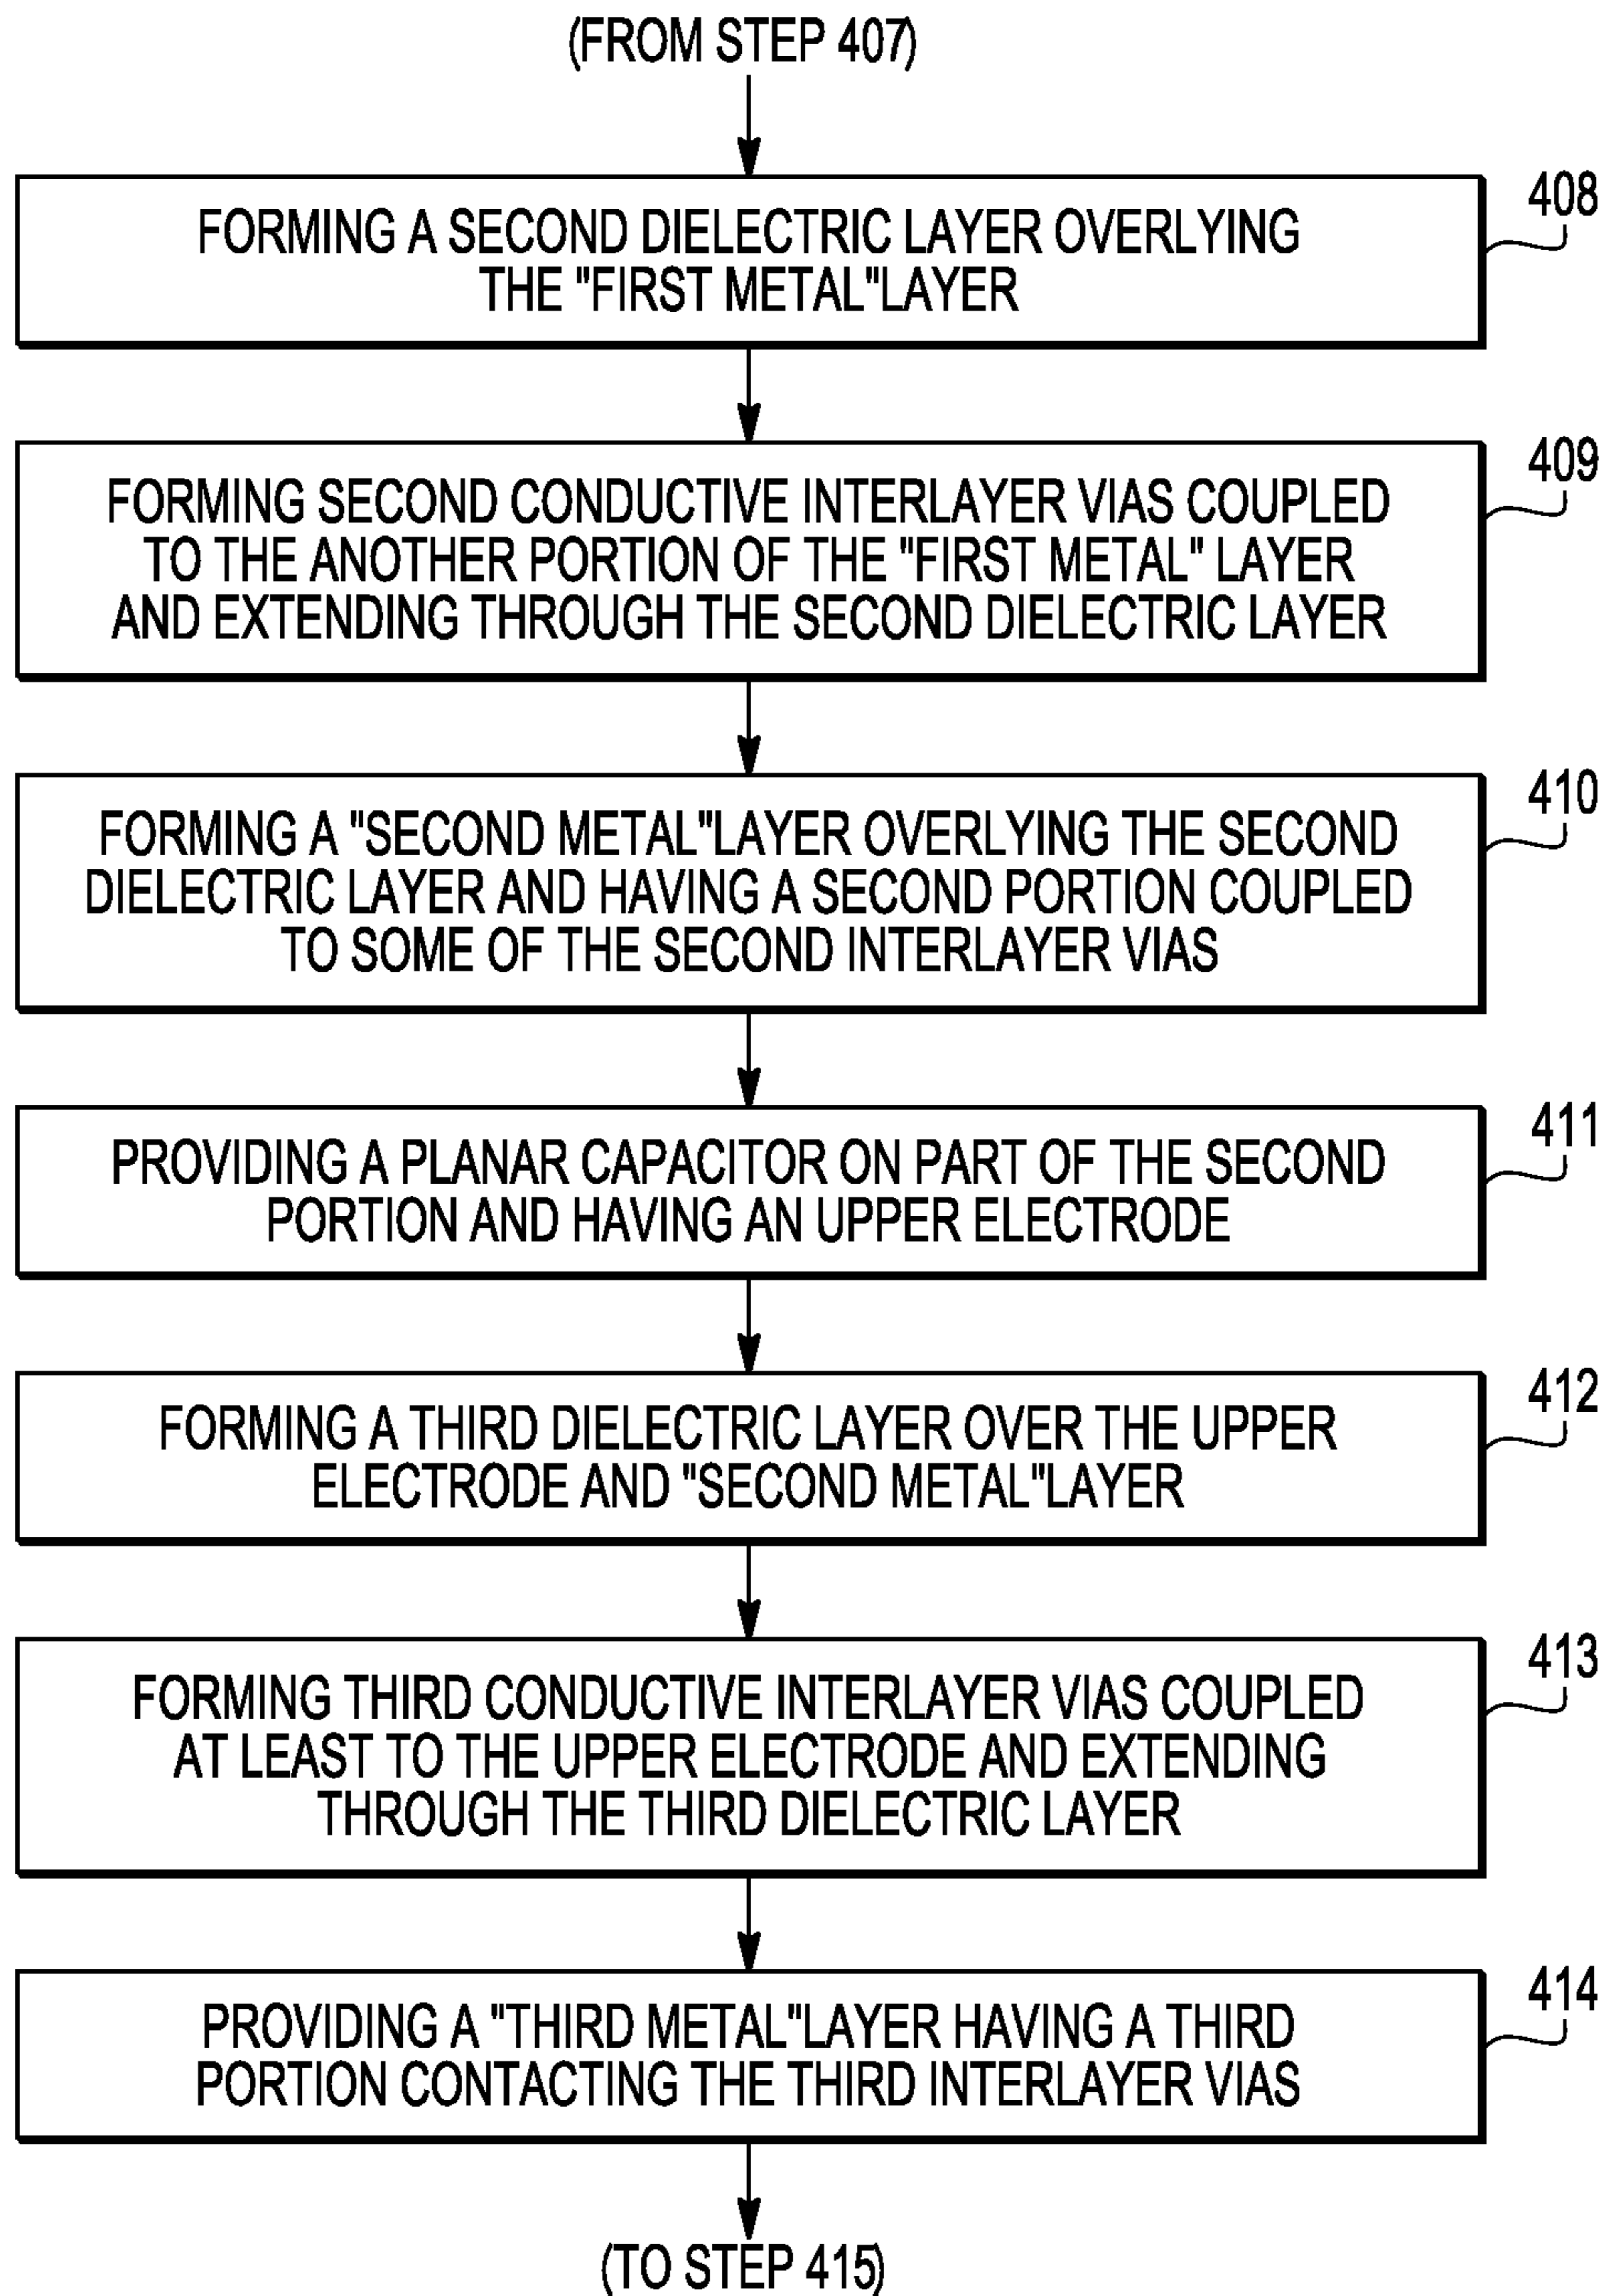 (FROM STEP 407)
408
FORMING A SECOND DIELECTRIC LAYER OVERLYING
THE "FIRST METAL"LAYER
409
FORMING SECOND CONDUCTIVE INTERLAYER VIAS COUPLED
TO THE ANOTHER PORTION OF THE "FIRST METAL" LAYER
AND EXTENDING THROUGH THE SECOND DIELECTRIC LAYER
410
FORMING A "SECOND METAL"LAYER OVERLYING THE SECOND
DIELECTRIC LAYER AND HAVING A SECOND PORTION COUPLED
TO SOME OF THE SECOND INTERLAYER VIAS
411
PROVIDING A PLANAR CAPACITOR ON PART OF THE SECOND
PORTION AND HAVING AN UPPER ELECTRODE
412
FORMING A THIRD DIELECTRIC LAYER OVER THE UPPER
ELECTRODE AND "SECOND METAL"LAYER
413
FORMING THIRD CONDUCTIVE INTERLAYER VIAS COUPLED
AT LEAST TO THE UPPER ELECTRODE AND EXTENDING
THROUGH THE THIRD DIELECTRIC LAYER
414
PROVIDING A "THIRD METAL"LAYER HAVING A THIRD
PORTION CONTACTING THE THIRD INTERLAYER VIAS
(TO STEP 415)